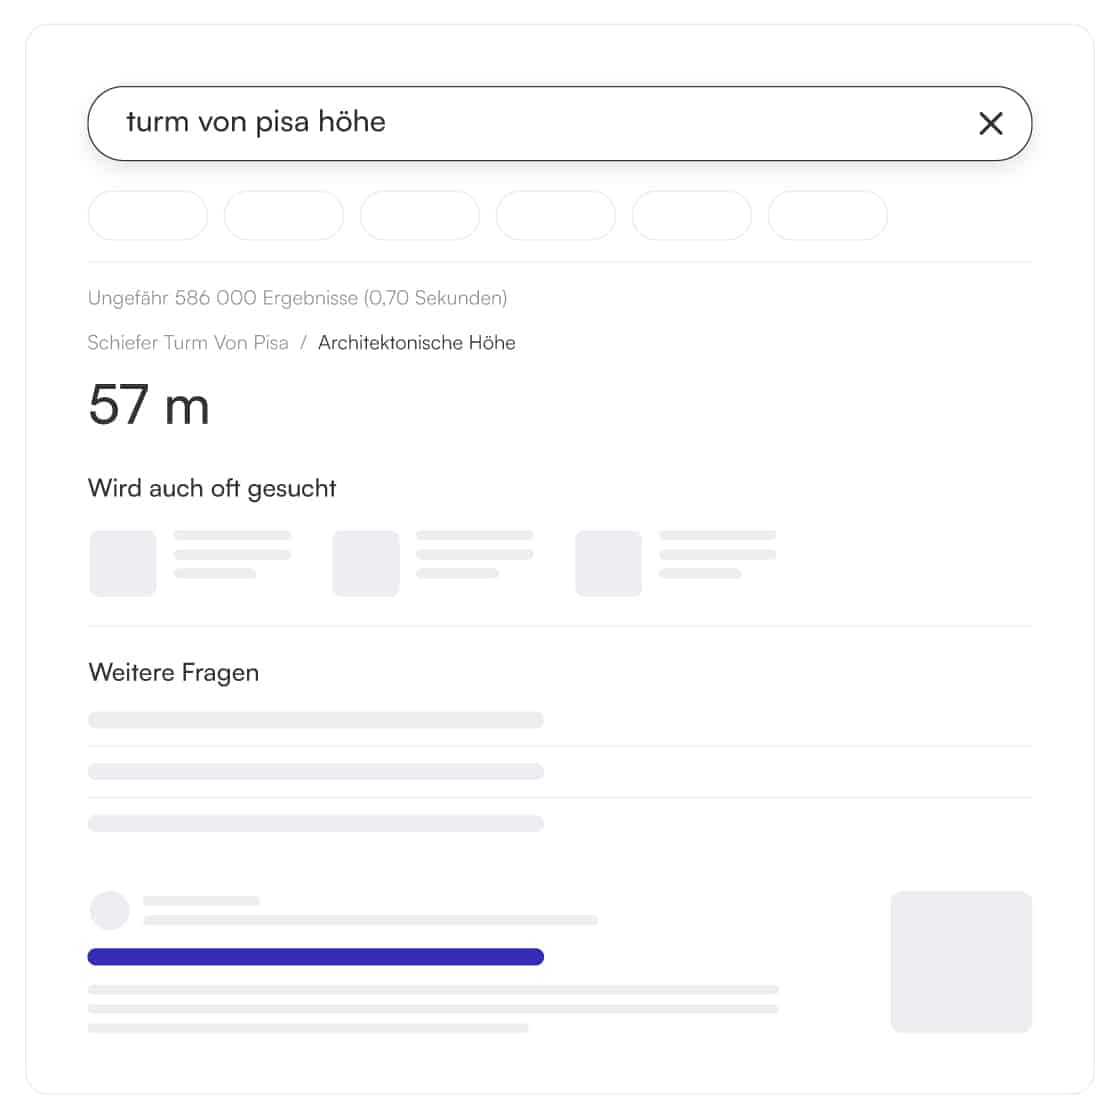 turm von pisa höhe
Ungefähr 586 000 Ergebnisse (0,70 Sekunden)
Schiefer Turm Von Pisa / Architektonische Höhe
57 m
Wird auch oft gesucht
Weitere Fragen